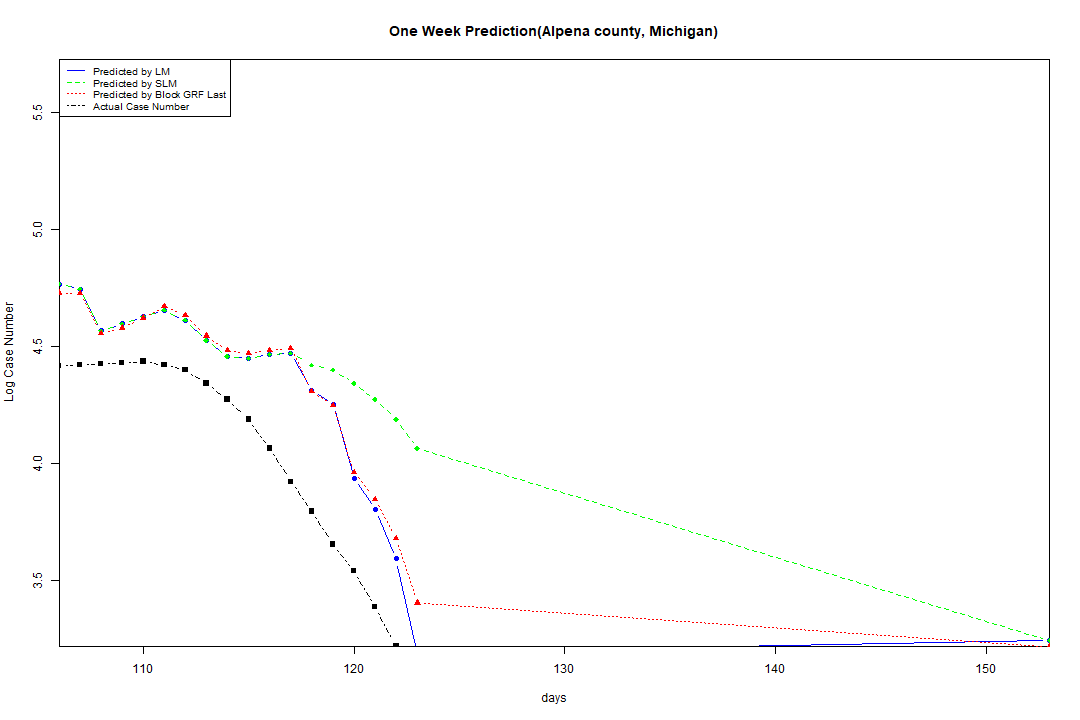 One Week Prediction(Alpena county, Michigan)
Predicted by LM
Predicted by SLM
Predicted by Block GRF Last
Actual Case Number
5.5
5.0
4.5
4.0
3.5
Log Case Number
110 120 130 140 150
days